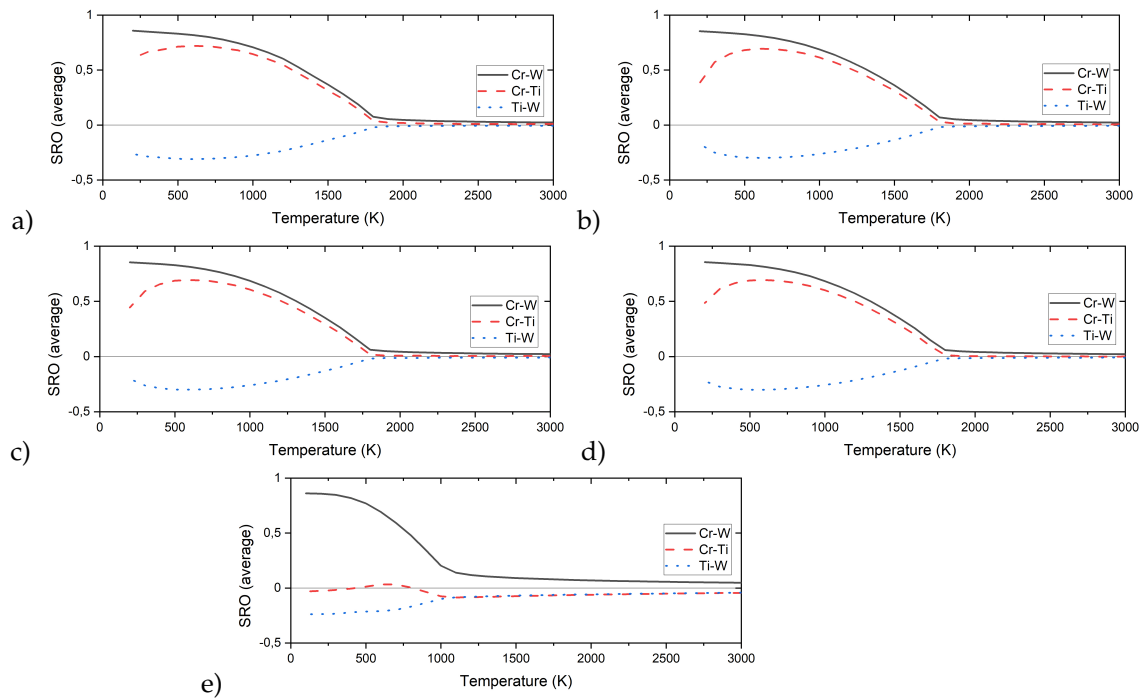 1
0,5
0
-0,5
SRO (average)
0 500 1000 1500 2000 2500 3000
Temperature (K)
Cr-W
Cr-Ti
Ti-W
a)
1
0,5
0
-0,5
SRO (average)
0 500 1000 1500 2000 2500 3000
Temperature (K)
Cr-W
Cr-Ti
Ti-W
b)
1
0,5
0
-0,5
SRO (average)
0 500 1000 1500 2000 2500 3000
Temperature (K)
Cr-W
Cr-Ti
Ti-W
c)
1
0,5
0
-0,5
SRO (average)
0 500 1000 1500 2000 2500 3000
Temperature (K)
Cr-W
Cr-Ti
Ti-W
d)
1
0,5
0
-0,5
SRO (average)
0 500 1000 1500 2000 2500 3000
Temperature (K)
Cr-W
Cr-Ti
Ti-W
e)